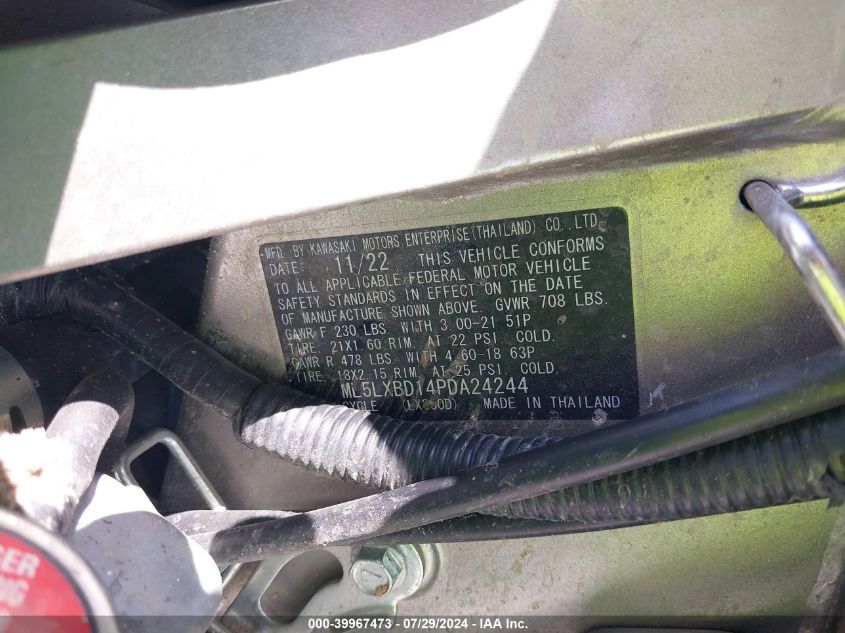 MFD. BY KAWASAKI MOTORS ENTERPRISE(THAILAND) CO.,LTD.
DATE: 11/22 THIS VEHICLE CONFORMS
TO ALL APPLICABLE FEDERAL MOTOR VEHICLE
SAFETY STANDARDS IN EFFECT ON THE DATE
OF MANUFACTURE SHOWN ABOVE. GVWR 708 LBS.
GAWR F 230 LBS. WITH 3.00-21 51P
TIRE, 21X1.60 RIM, AT 22 PSI. COLD.
GAWR R 478 LBS. WITH 4.60-18 63P
TIRE, 18X2.15 RIM, AT 25 PSI. COLD.
ML5LXBD14PDA24244
MADE IN THAILAND
7
000-39967473 - 07/29/2024 - IAA Inc.